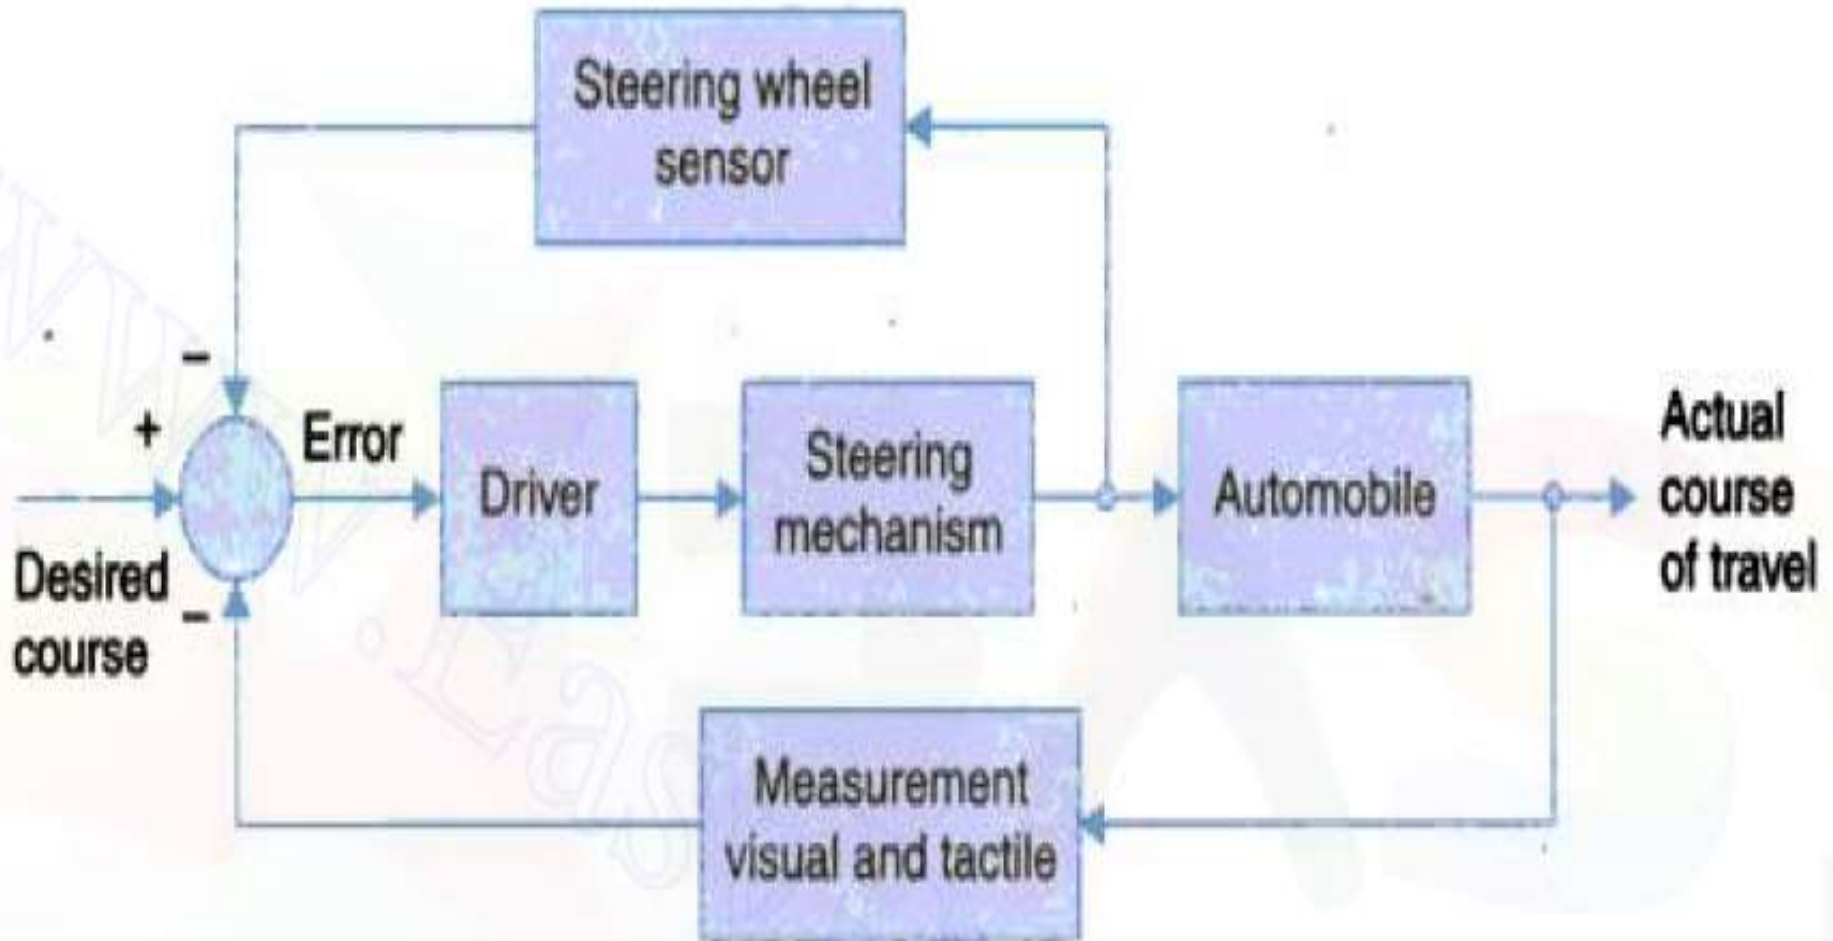 Steering wheel
sensor
–
+
Error
Driver
Steering
mechanism
Automobile
Actual
course
of travel
Desired
course
–
Measurement
visual and tactile